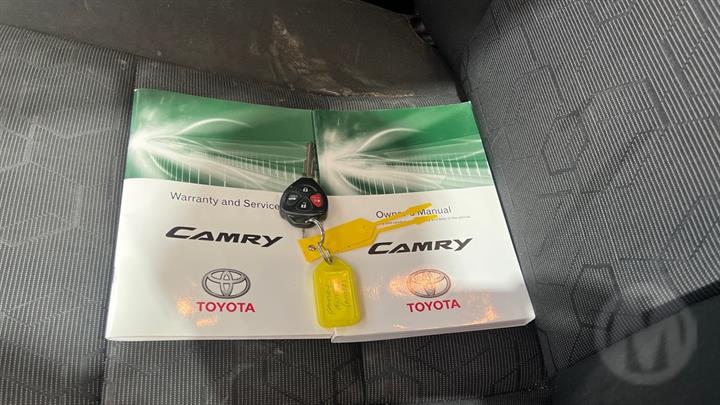 Warranty and Service
CAMRY
TOYOTA
Owner's Manual
CAMRY
TOYOTA
M